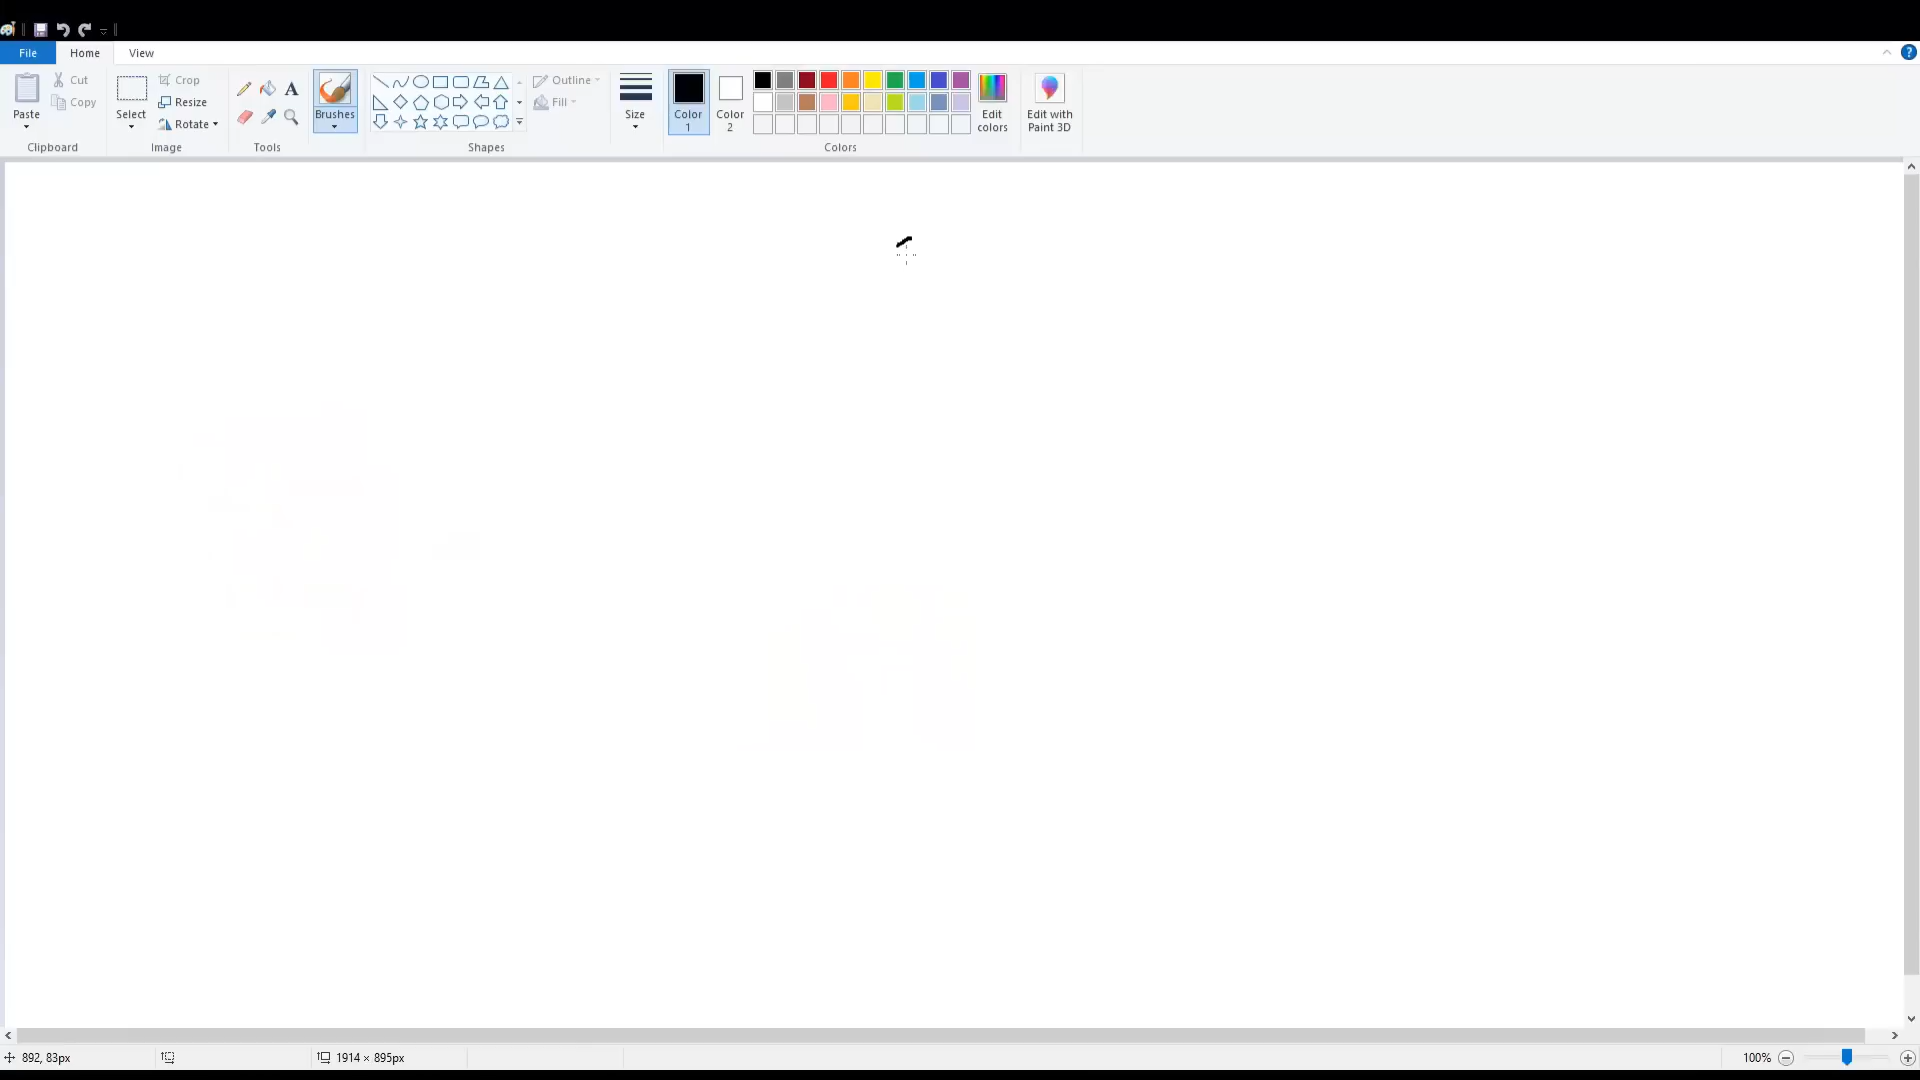 File Home View
Paste Cut Copy Clipboard
Select Crop Resize Rotate Image
A Tools
Brushes
Outline Fill Shapes
Size
Color 1 Color 2 Edit colors Colors
Edit with Paint 3D
892, 83px 1914 × 895px 100%